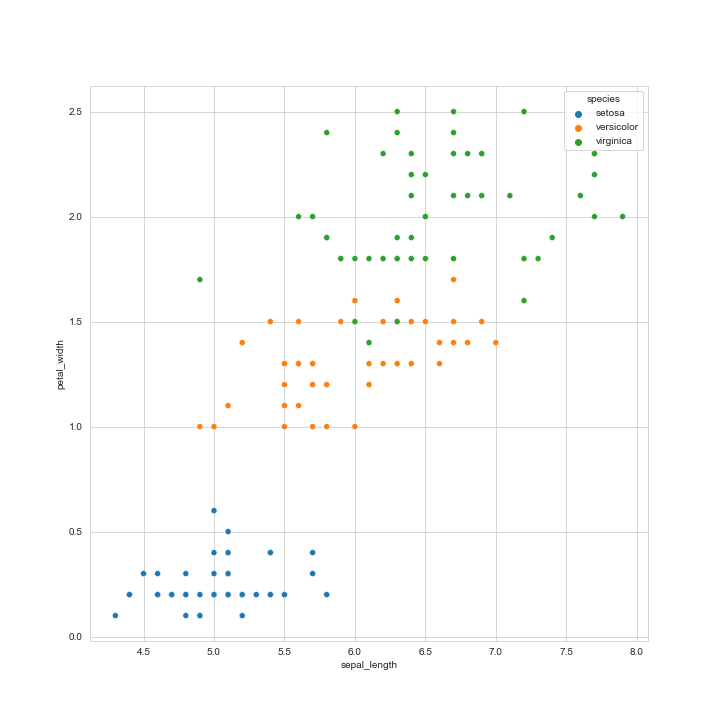 species
setosa
versicolor
virginica
2.5
2.0
1.5
1.0
0.5
0.0
petal_width
4.5 5.0 5.5 6.0 6.5 7.0 7.5 8.0
sepal_length